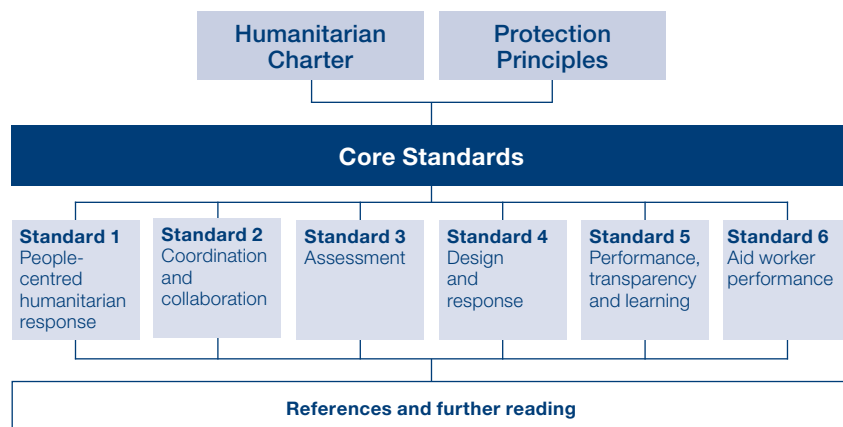 Humanitarian
Charter
Protection
Principles
Core Standards
Standard 1
People-
centred
humanitarian
response
Standard 2
Coordination
and
collaboration
Standard 3
Assessment
Standard 4
Design
and
response
Standard 5
Performance,
transparency
and learning
Standard 6
Aid worker
performance
References and further reading